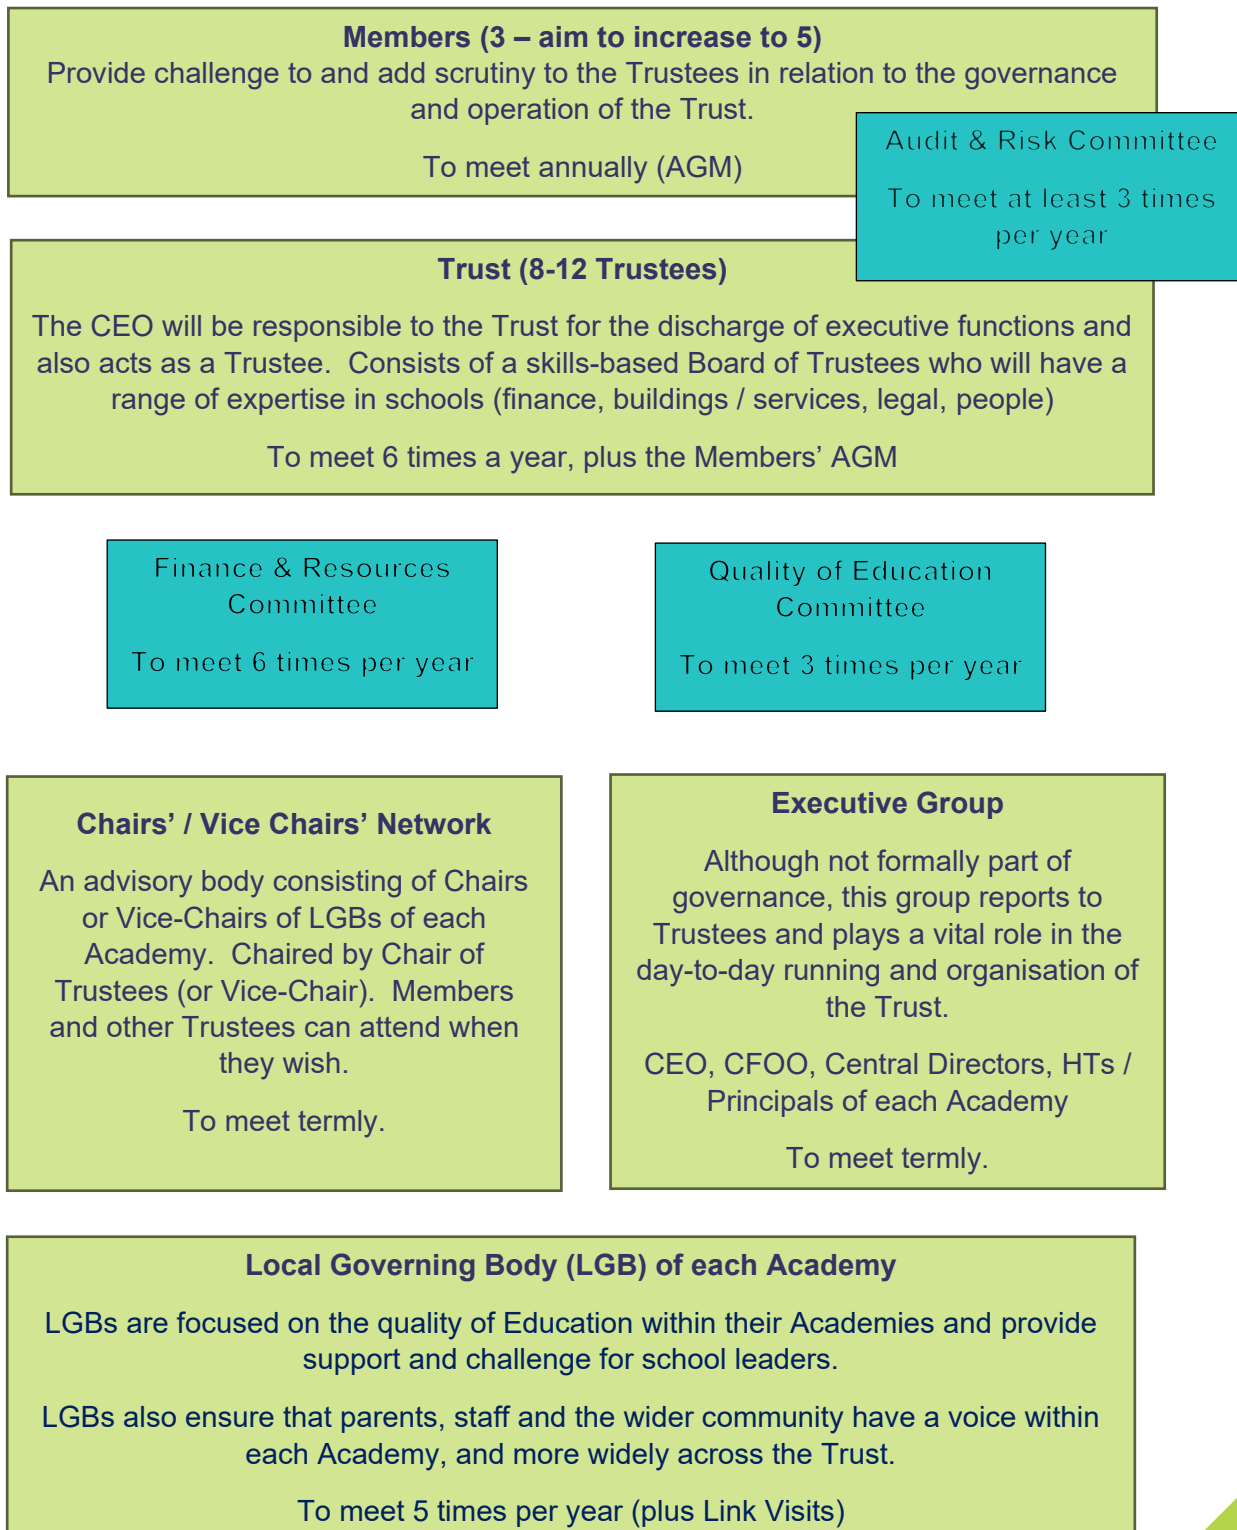 Members (3 – aim to increase to 5)
Provide challenge to and add scrutiny to the Trustees in relation to the governance
and operation of the Trust.
To meet annually (AGM)
Audit & Risk Committee
To meet at least 3 times
per year
Trust (8-12 Trustees)
The CEO will be responsible to the Trust for the discharge of executive functions and
also acts as a Trustee.  Consists of a skills-based Board of Trustees who will have a
range of expertise in schools (finance, buildings / services, legal, people)
To meet 6 times a year, plus the Members’ AGM
Finance & Resources
Committee
To meet 6 times per year
Quality of Education
Committee
To meet 3 times per year
Chairs’ / Vice Chairs’ Network
An advisory body consisting of Chairs
or Vice-Chairs of LGBs of each
Academy.  Chaired by Chair of
Trustees (or Vice-Chair).  Members
and other Trustees can attend when
they wish.
To meet termly.
Executive Group
Although not formally part of
governance, this group reports to
Trustees and plays a vital role in the
day-to-day running and organisation of
the Trust.
CEO, CFOO, Central Directors, HTs /
Principals of each Academy
To meet termly.
Local Governing Body (LGB) of each Academy
LGBs are focused on the quality of Education within their Academies and provide
support and challenge for school leaders.
LGBs also ensure that parents, staff and the wider community have a voice within
each Academy, and more widely across the Trust.
To meet 5 times per year (plus Link Visits)